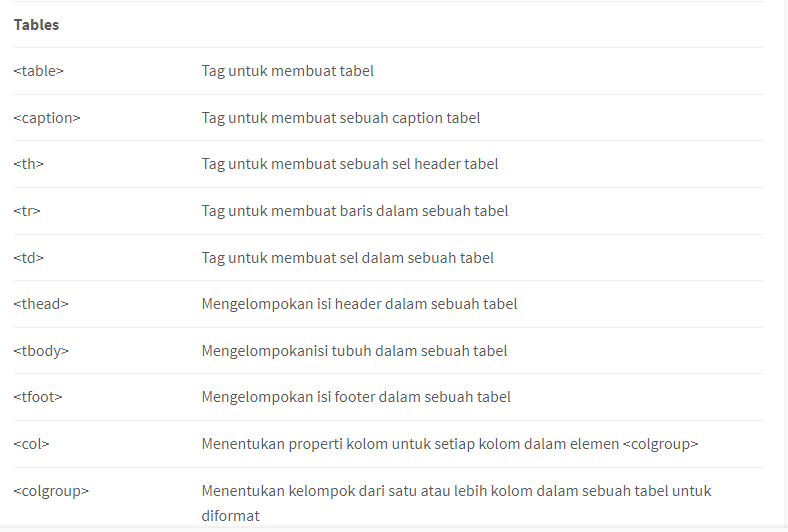 Tables
<table> Tag untuk membuat tabel
<caption> Tag untuk membuat sebuah caption tabel
<th> Tag untuk membuat sebuah sel header tabel
<tr> Tag untuk membuat baris dalam sebuah tabel
<td> Tag untuk membuat sel dalam sebuah tabel
<thead> Mengelompokan isi header dalam sebuah tabel
<tbody> Mengelompokanisi tubuh dalam sebuah tabel
<tfoot> Mengelompokan isi footer dalam sebuah tabel
<col> Menentukan properti kolom untuk setiap kolom dalam elemen <colgroup>
<colgroup> Menentukan kelompok dari satu atau lebih kolom dalam sebuah tabel untuk
diformat